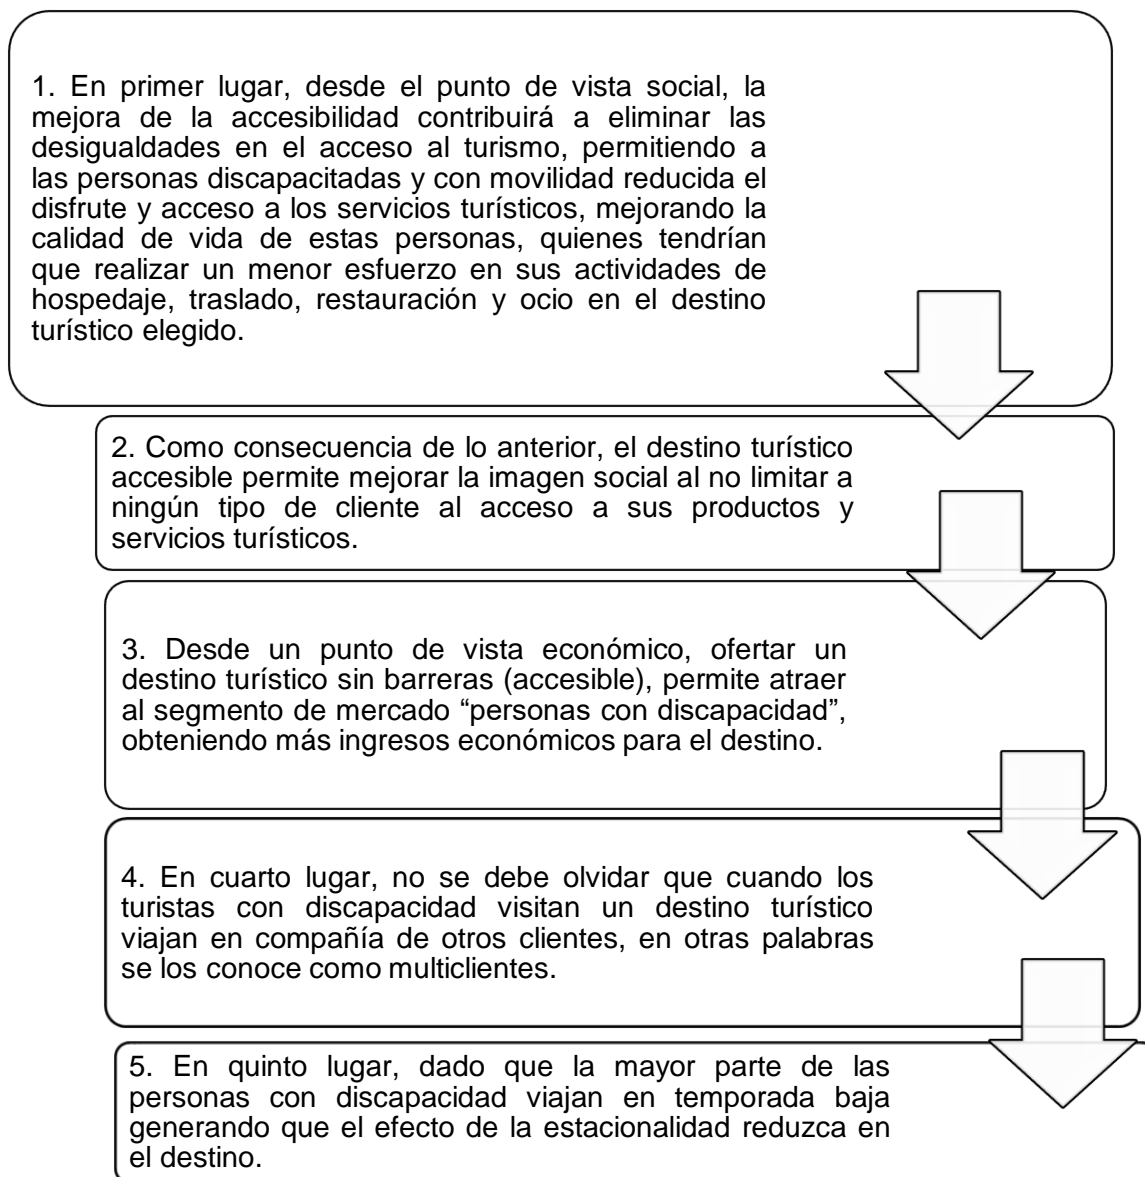 1. En primer lugar, desde el punto de vista social, la
mejora de la accesibilidad contribuirá a eliminar las
desigualdades en el acceso al turismo, permitiendo a
las personas discapacitadas y con movilidad reducida el
disfrute y acceso a los servicios turísticos, mejorando la
calidad de vida de estas personas, quienes tendrían
que realizar un menor esfuerzo en sus actividades de
hospedaje, traslado, restauración y ocio en el destino
turístico elegido.
2. Como consecuencia de lo anterior, el destino turístico
accesible permite mejorar la imagen social al no limitar a
ningún tipo de cliente al acceso a sus productos y
servicios turísticos.
3. Desde un punto de vista económico, ofertar un
destino turístico sin barreras (accesible), permite atraer
al segmento de mercado “personas con discapacidad”,
obteniendo más ingresos económicos para el destino.
4. En cuarto lugar, no se debe olvidar que cuando los
turistas con discapacidad visitan un destino turístico
viajan en compañía de otros clientes, en otras palabras
se los conoce como multiclientes.
5. En quinto lugar, dado que la mayor parte de las
personas con discapacidad viajan en temporada baja
generando que el efecto de la estacionalidad reduzca en
el destino.